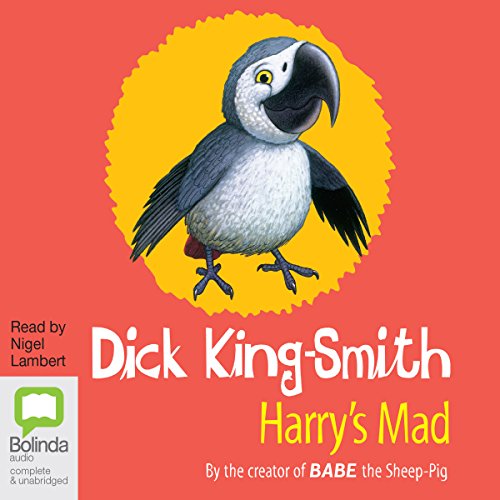 Read by
Nigel
Lambert
Dick King-Smith
Harry's Mad
By the creator of BABE the Sheep-Pig
Bolinda
audio
complete
& unabridged